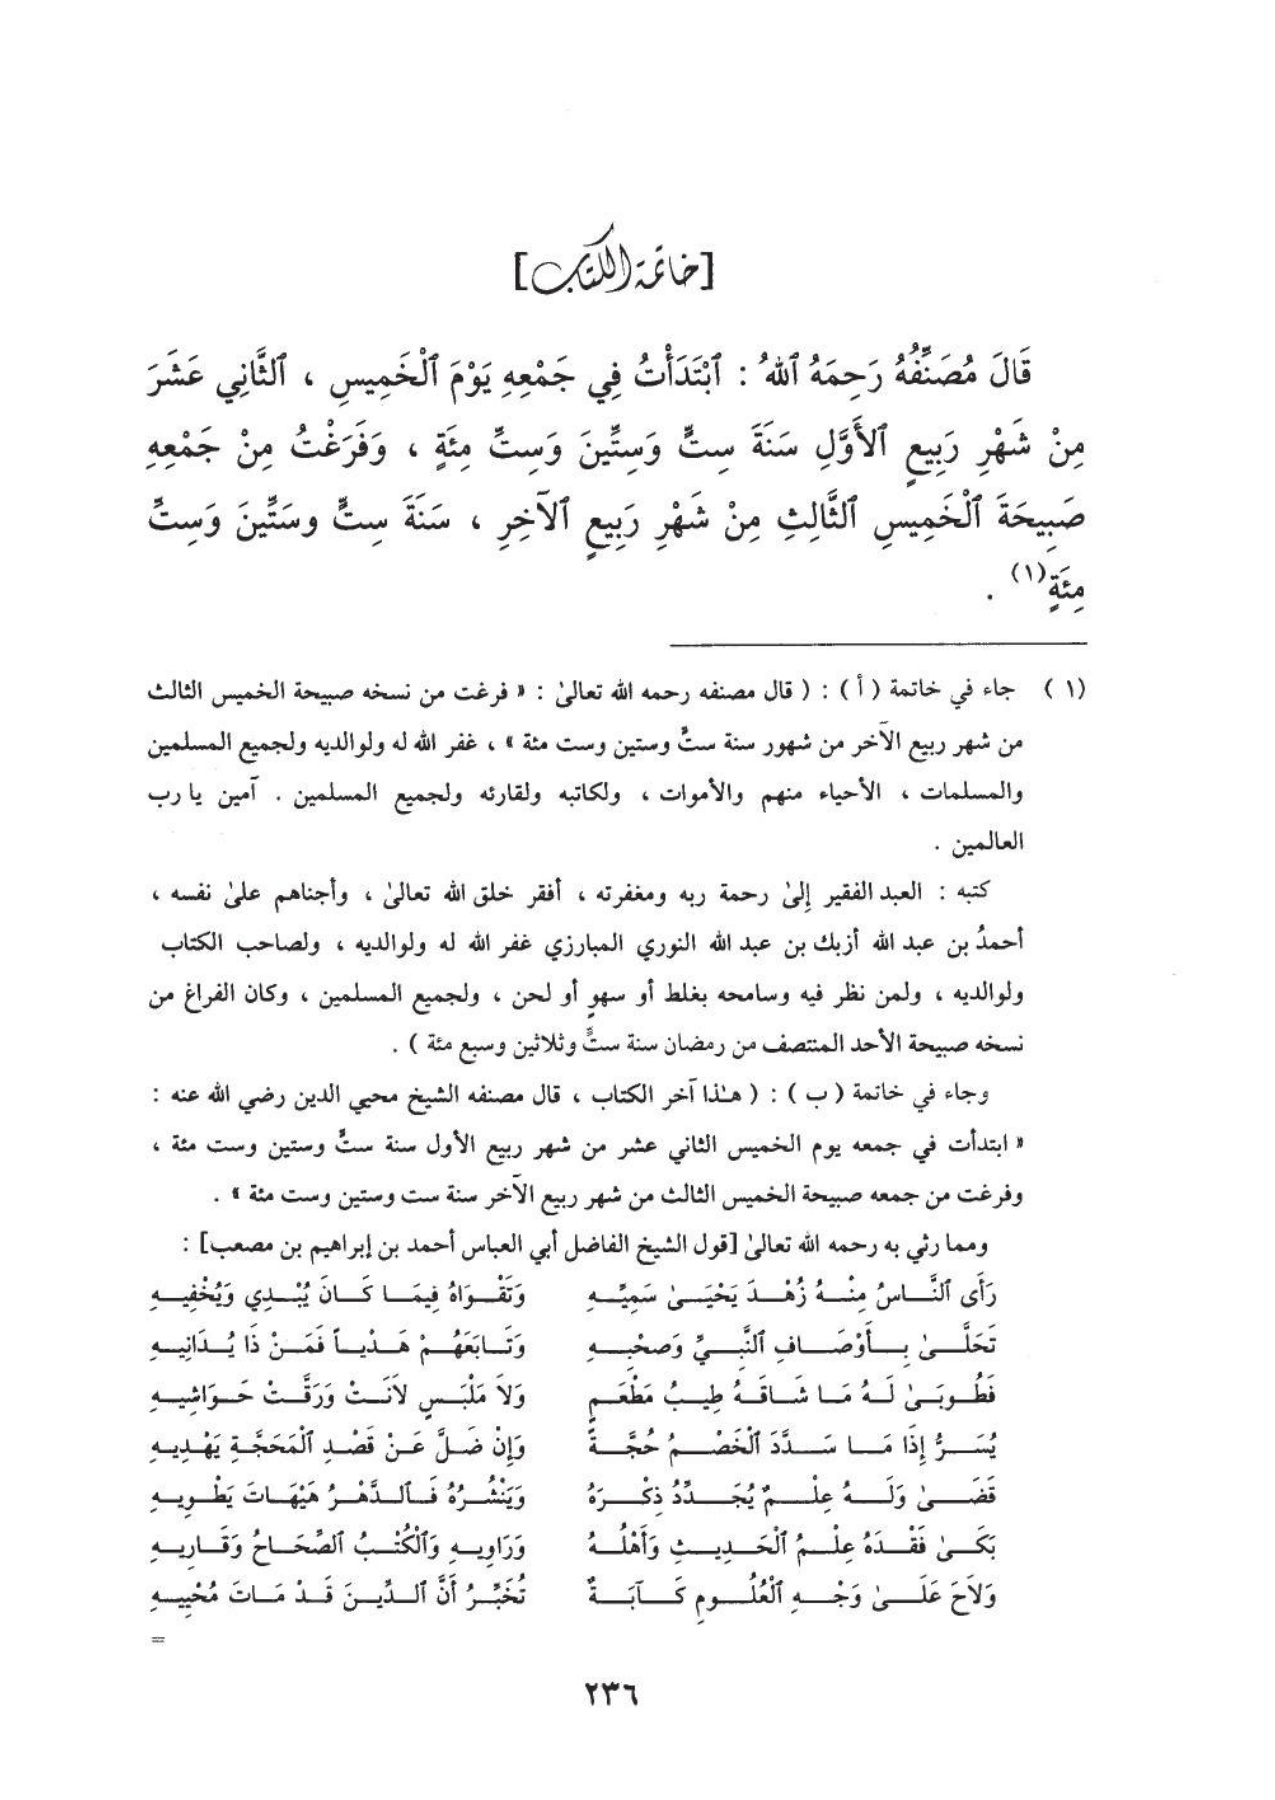 [خاتمة الكتاب]
قَالَ مُصَنِّفُهُ رَحِمَهُ ٱللهُ : ٱبْتَدَأْتُ فِي جَمْعِهِ يَوْمَ ٱلْخَمِيسِ ، ٱلثَّانِي عَشَرَ
مِنْ شَهْرِ رَبِيعٍ ٱلأَوَّلِ سَنَةَ سِتٍّ وَسِتِّينَ وَسِتِّ مِئَةٍ ، وَفَرَغْتُ مِنْ جَمْعِهِ
صَبِيحَةَ ٱلْخَمِيسِ ٱلثَّالِثِ مِنْ شَهْرِ رَبِيعٍ ٱلآخِرِ ، سَنَةَ سِتٍّ وسَتِّينَ وَسِتِّ
مِئَةٍ(١) .
(١) جاء في خاتمة ( أ ) : ( قال مصنفه رحمه الله تعالىٰ : « فرغت من نسخه صبيحة الخميس الثالث
من شهر ربيع الآخر من شهور سنة ستٍّ وستين وست مئة » ، غفر الله له ولوالديه ولجميع المسلمين
والمسلمات ، الأحياء منهم والأموات ، ولكاتبه ولقارئه ولجميع المسلمين . آمين يا رب
العالمين .
كتبه : العبد الفقير إلىٰ رحمة ربه ومغفرته ، أفقر خلق الله تعالىٰ ، وأجناهم علىٰ نفسه ،
أحمدُ بن عبد الله أزبك بن عبد الله النوري المبارزي غفر الله له ولوالديه ، ولصاحب الكتاب
ولوالديه ، ولمن نظر فيه وسامحه بغلط أو سهوٍ أو لحن ، ولجميع المسلمين ، وكان الفراغ من
نسخه صبيحة الأحد المنتصف من رمضان سنة ستٍّ وثلاثين وسبع مئة ) .
وجاء في خاتمة ( ب ) : ( هٰذا آخر الكتاب ، قال مصنفه الشيخ محيي الدين رضي الله عنه :
« ابتدأت في جمعه يوم الخميس الثاني عشر من شهر ربيع الأول سنة ستٍّ وستين وست مئة ،
وفرغت من جمعه صبيحة الخميس الثالث من شهر ربيع الآخر سنة ست وستين وست مئة » .
ومما رثي به رحمه الله تعالىٰ [قول الشيخ الفاضل أبي العباس أحمد بن إبراهيم بن مصعب] :
رَأَى ٱلنَّاسُ مِنْهُ زُهْدَ يَحْيَىٰ سَمِيِّهِ وَتَقْوَاهُ فِيمَا كَانَ يُبْدِي وَيُخْفِيهِ
تَحَلَّىٰ بِأَوْصَافِ ٱلنَّبِيِّ وَصَحْبِهِ وَتَابَعَهُمْ هَدْياً فَمَنْ ذَا يُدَانِيهِ
فَطُوبَىٰ لَهُ مَا شَاقَهُ طِيبُ مَطْعَمٍ وَلاَ مَلْبَسٍ لاَنَتْ وَرَقَّتْ حَوَاشِيهِ
يُسَرُّ إِذَا مَا سَدَّدَ ٱلْخَصْمُ حُجَّةً وَإِنْ ضَلَّ عَنْ قَصْدِ ٱلْمَحَجَّةِ يَهْدِيهِ
قَضَىٰ وَلَهُ عِلْمٌ يُجَدِّدُ ذِكْرَهُ وَيَنْشُرُهُ فَٱلدَّهْرُ هَيْهَاتَ يَطْوِيهِ
بَكَىٰ فَقْدَهُ عِلْمُ ٱلْحَدِيثِ وَأَهْلُهُ وَرَاوِيهِ وَٱلْكُتْبُ ٱلصِّحَاحُ وَقَارِيهِ
وَلاَحَ عَلَىٰ وَجْهِ ٱلْعُلُومِ كَآبَةٌ تُخَبِّرُ أَنَّ ٱلدِّينَ قَدْ مَاتَ مُحْيِيهِ
=
٢٣٦